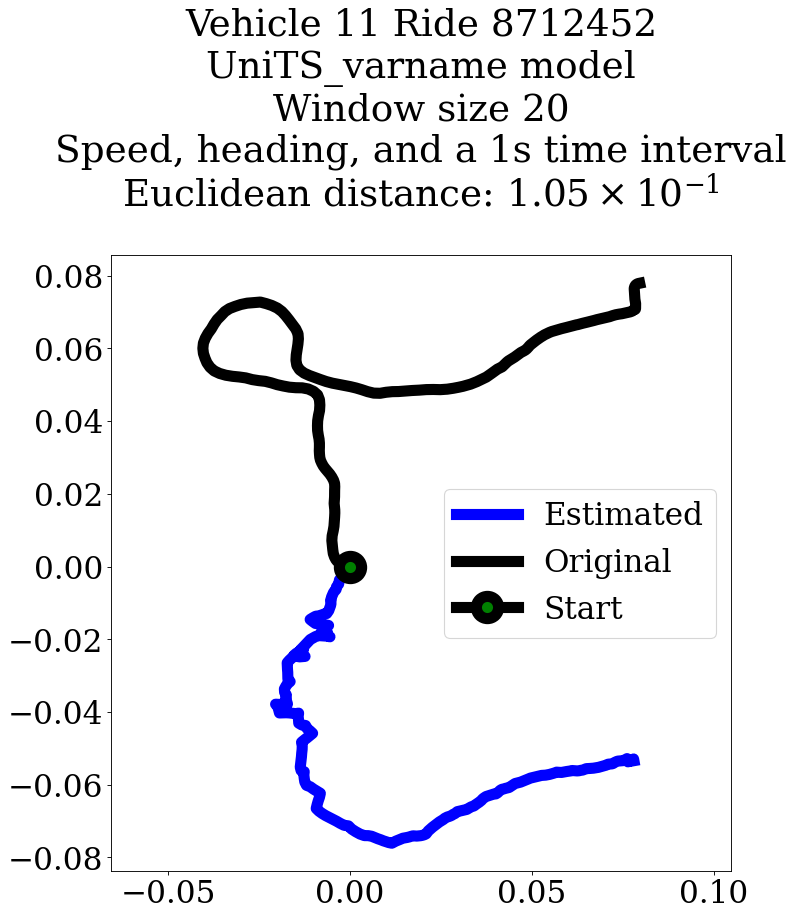 Vehicle 11 Ride 8712452
UniTS_varname model
Window size 20
Speed, heading, and a 1s time interval
Euclidean distance: 1.05 × 10⁻¹
0.08
0.06
0.04
0.02
0.00
−0.02
−0.04
−0.06
−0.08
Estimated
Original
Start
−0.05
0.00
0.05
0.10